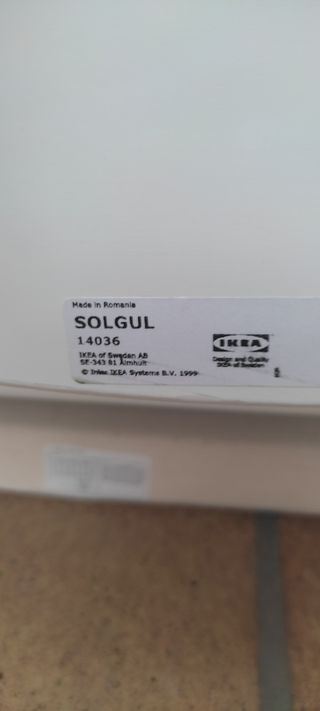 Made in Romania
SOLGUL
14036
IKEA of Sweden AB
SE-343 81 Älmhult
© Inter IKEA Systems B.V. 1999
IKEA
Design and Quality
IKEA of Sweden